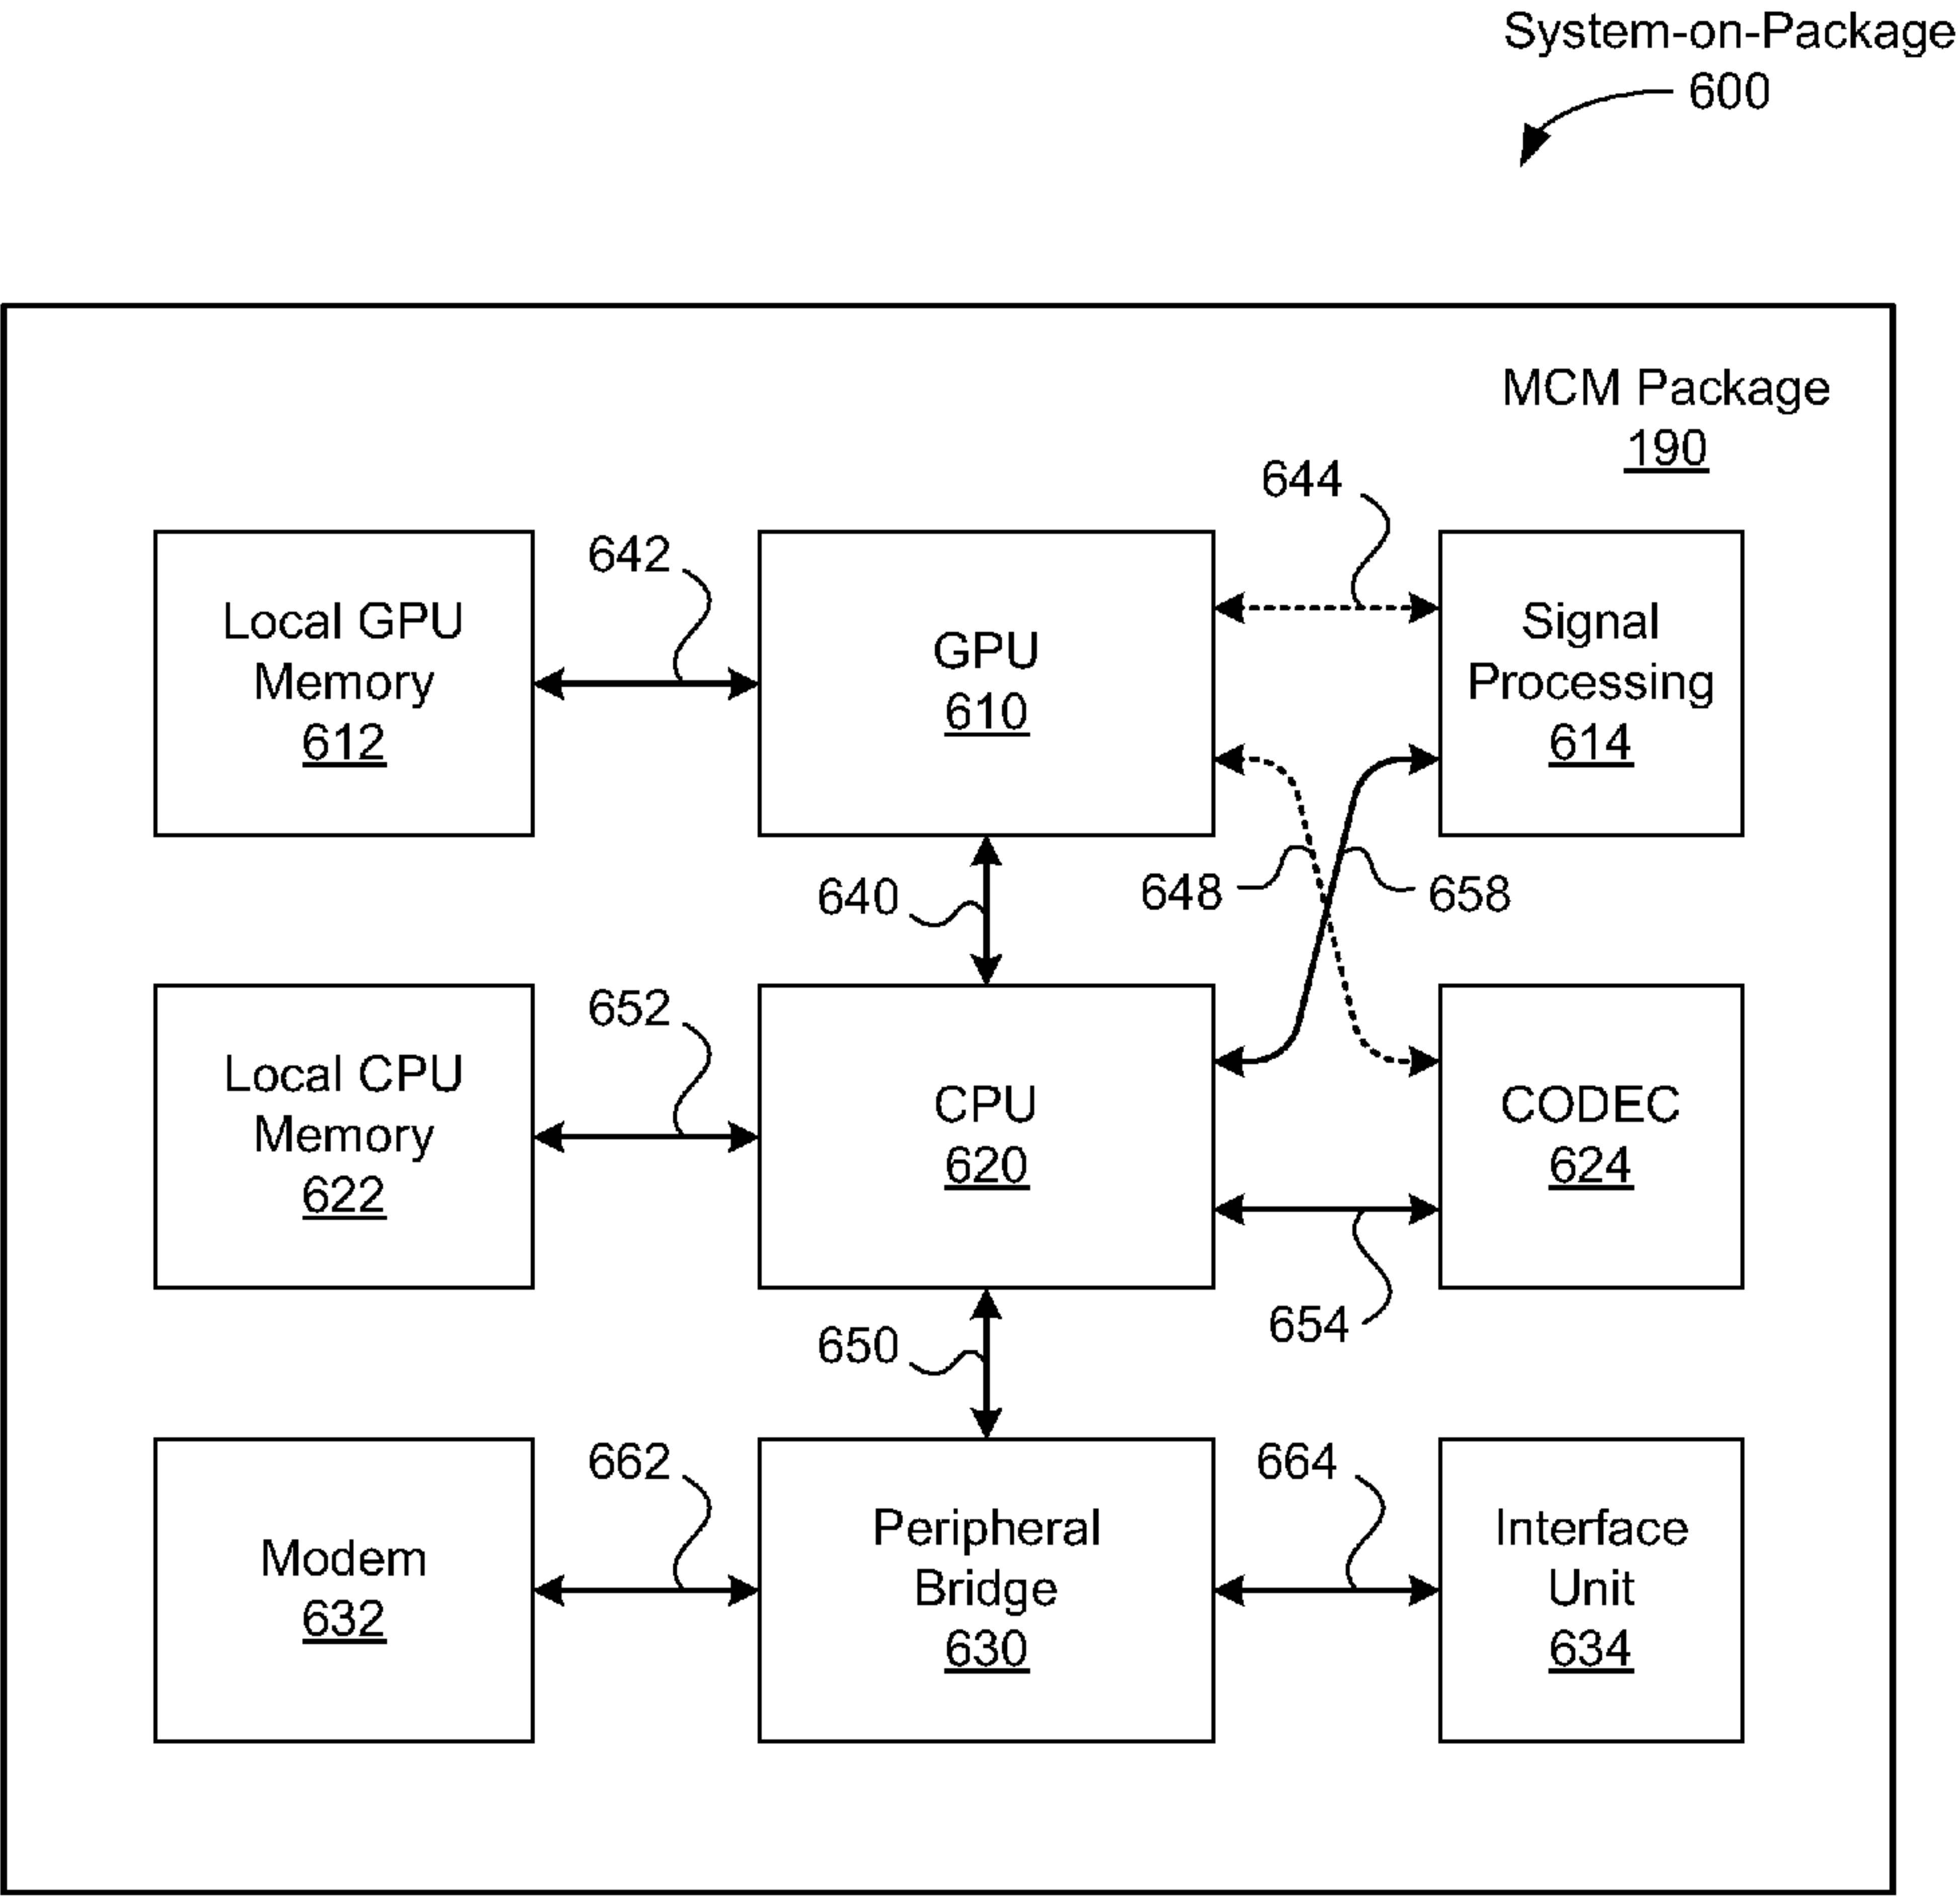 System-on-Package
600
MCM Package
190
644
642
Local GPU
Memory
612
GPU
610
Signal
Processing
614
640
648
658
652
Local CPU
Memory
622
CPU
620
CODEC
624
650
654
662
664
Modem
632
Peripheral
Bridge
630
Interface
Unit
634